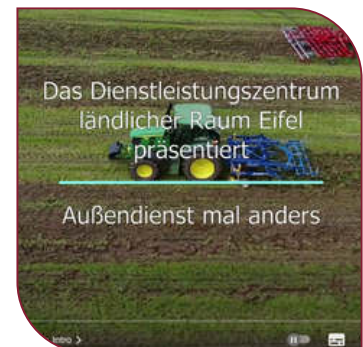 Das Dienstleistungszentrum
ländlicher Raum Eifel
präsentiert
Außendienst mal anders
Intro >